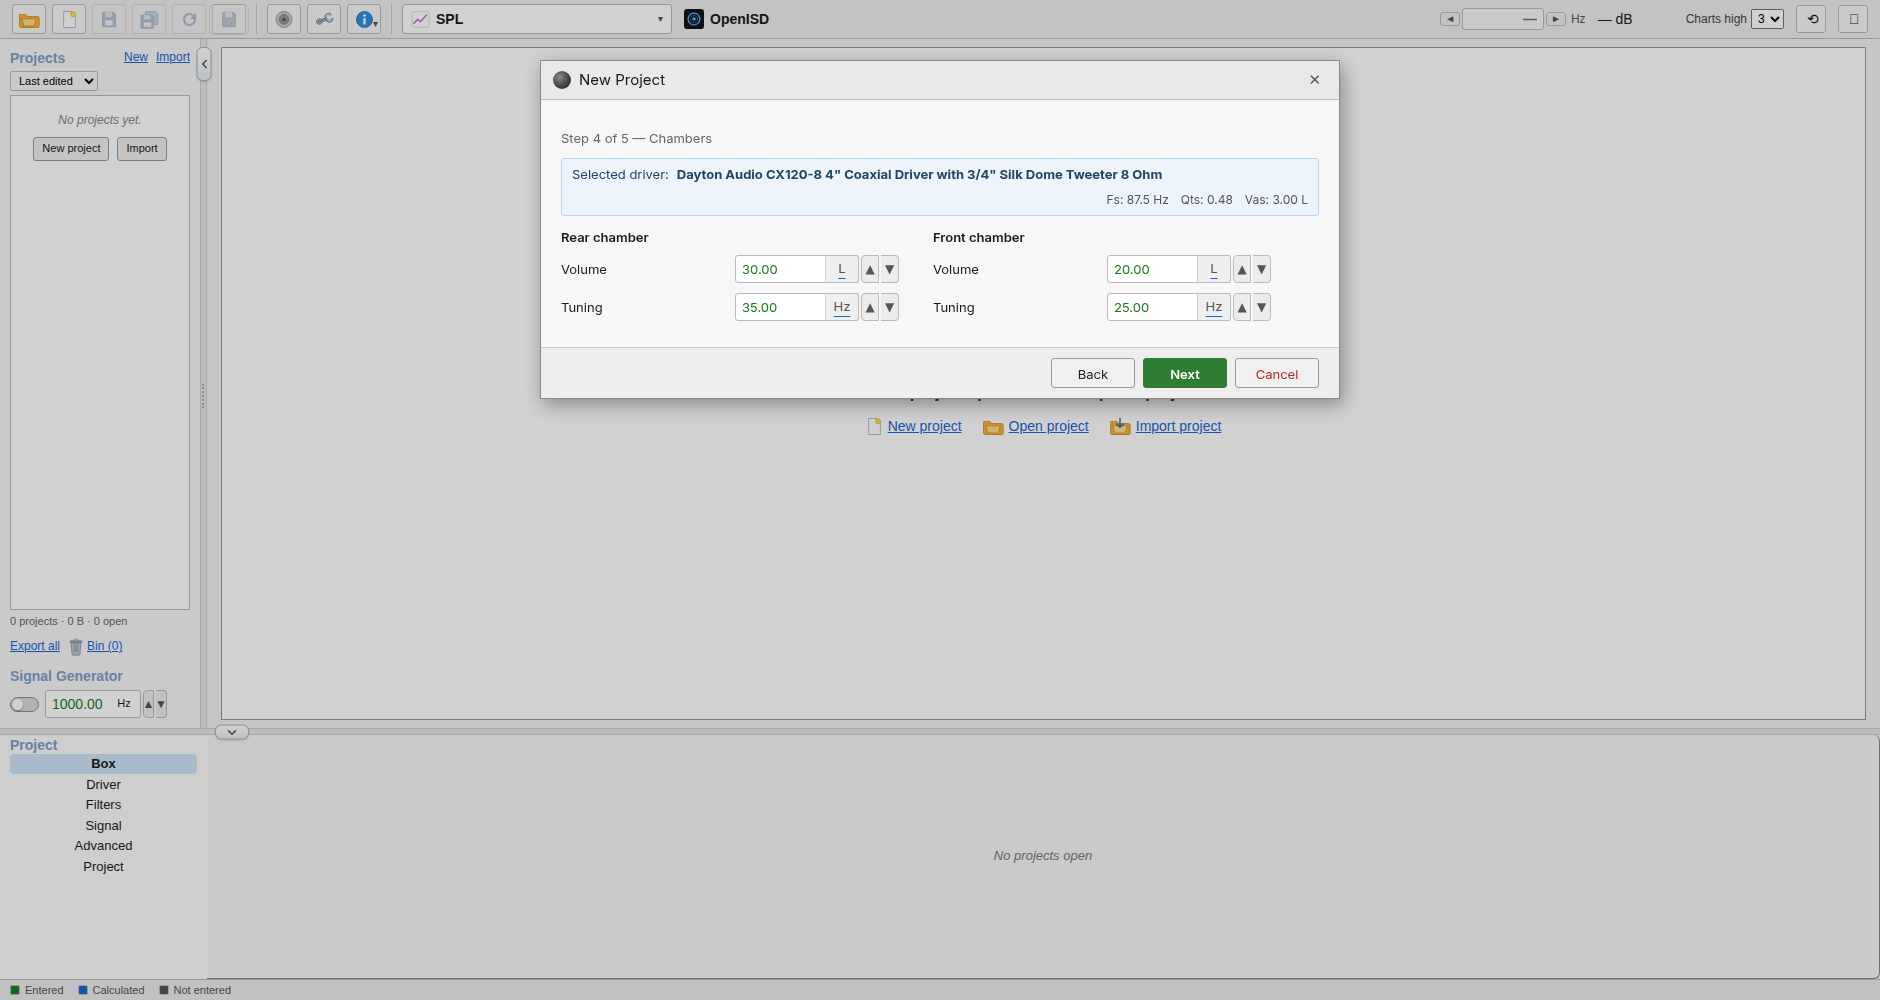 SPL
OpenISD
—
Hz
— dB
Charts high
3
Projects
New
Import
Last edited
No projects yet.
New project
Import
0 projects · 0 B · 0 open
Export all
Bin (0)
Signal Generator
1000.00
Hz
New Project
Step 4 of 5 — Chambers
Selected driver: Dayton Audio CX120-8 4" Coaxial Driver with 3/4" Silk Dome Tweeter 8 Ohm
Fs: 87.5 Hz Qts: 0.48 Vas: 3.00 L
Rear chamber
Volume
30.00
L
Tuning
35.00
Hz
Front chamber
Volume
20.00
L
Tuning
25.00
Hz
Back
Next
Cancel
New project
Open project
Import project
Project
Box
Driver
Filters
Signal
Advanced
Project
No projects open
Entered
Calculated
Not entered